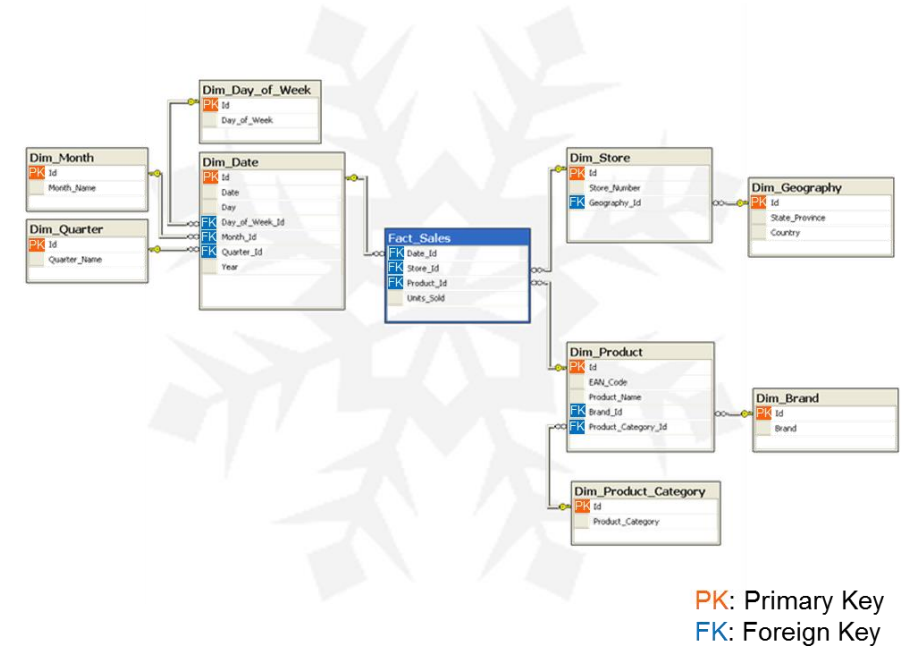 Dim_Day_of_Week
PK Id
Day_of_Week
Dim_Month
PK Id
Month_Name
Dim_Quarter
PK Id
Quarter_Name
Dim_Date
PK Id
Date
Day
FK Day_of_Week_Id
FK Month_Id
FK Quarter_Id
Year
Fact_Sales
FK Date_Id
FK Store_Id
FK Product_Id
Units_Sold
Dim_Store
PK Id
Store_Number
FK Geography_Id
Dim_Geography
PK Id
State_Province
Country
Dim_Product
PK Id
EAN_Code
Product_Name
FK Brand_Id
FK Product_Category_Id
Dim_Brand
PK Id
Brand
Dim_Product_Category
PK Id
Product_Category
PK: Primary Key
FK: Foreign Key